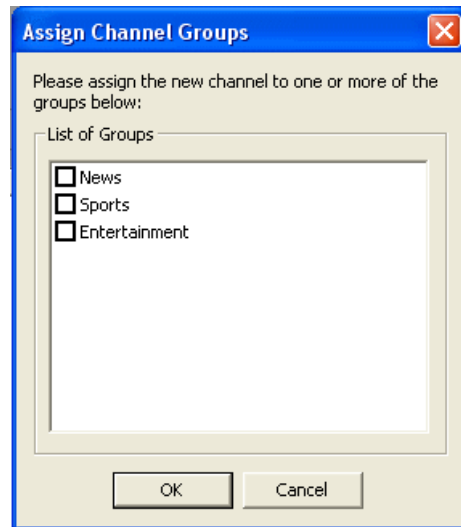 Assign Channel Groups
Please assign the new channel to one or more of the
groups below:
List of Groups
News
Sports
Entertainment
OK
Cancel